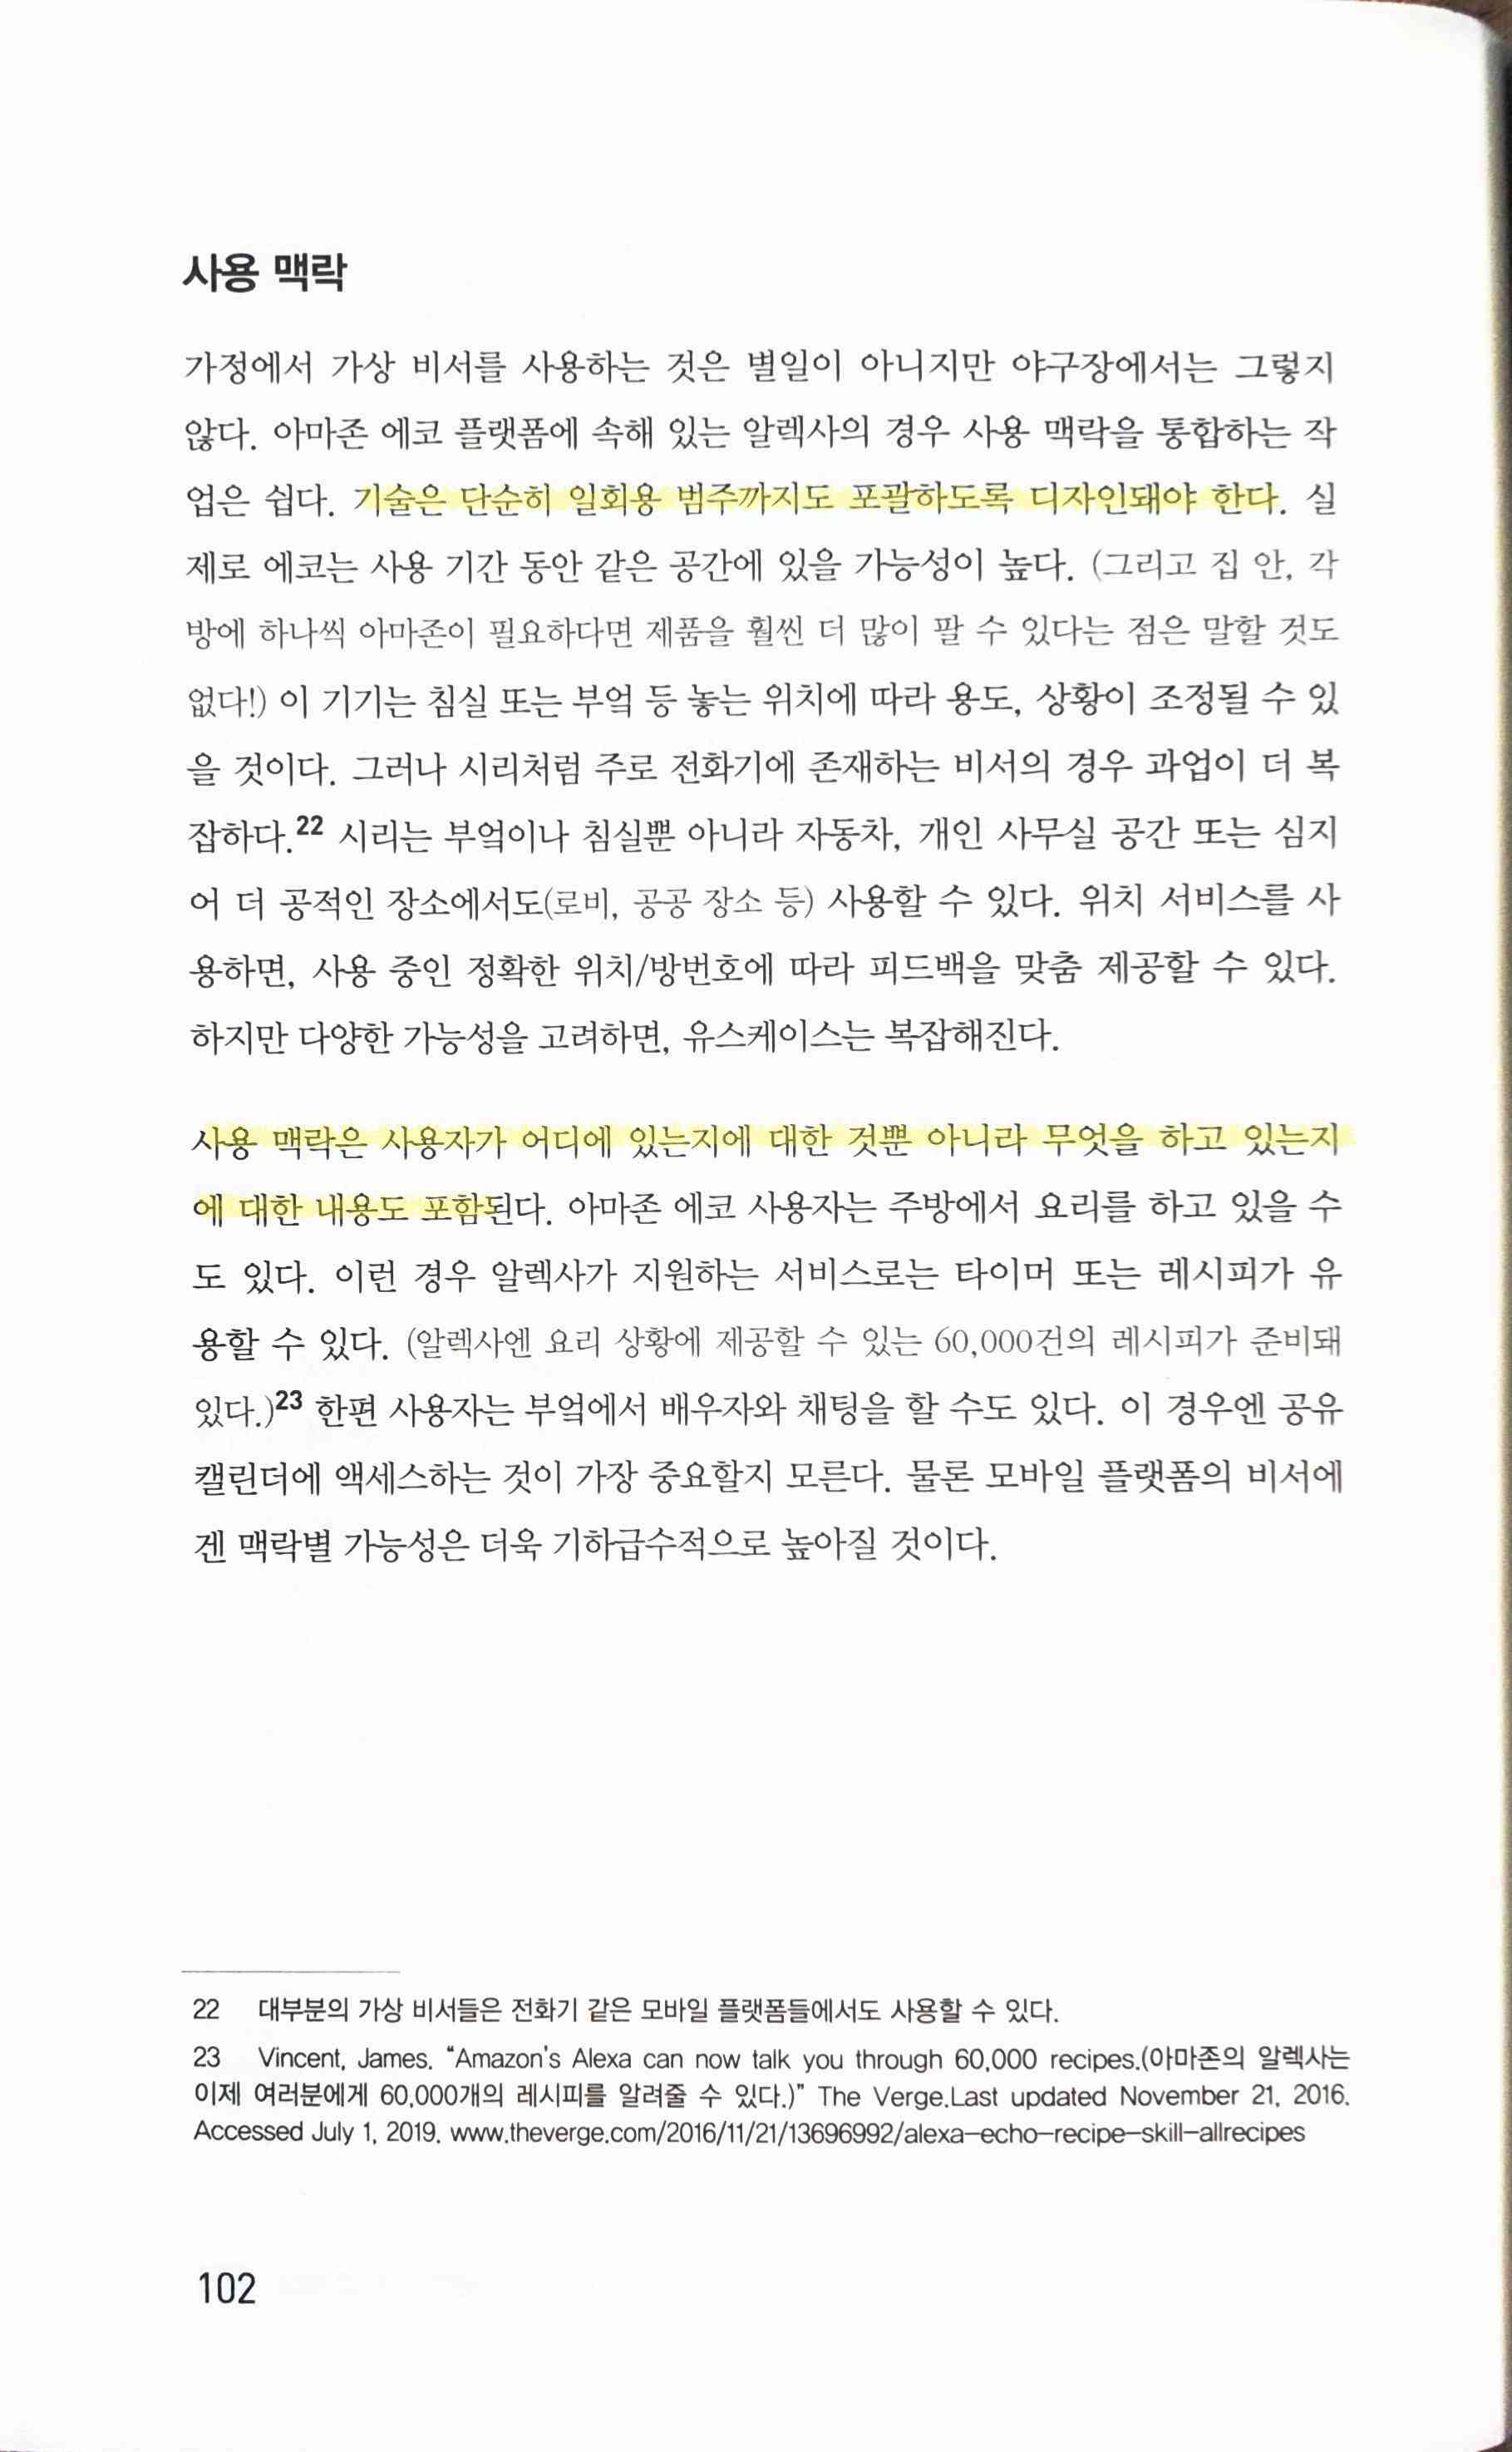 사용 맥락
가정에서 가상 비서를 사용하는 것은 별일이 아니지만 야구장에서는 그렇지
않다. 아마존 에코 플랫폼에 속해 있는 알렉사의 경우 사용 맥락을 통합하는 작
업은 쉽다. 기술은 단순히 일회용 범주까지도 포괄하도록 디자인돼야 한다. 실
제로 에코는 사용 기간 동안 같은 공간에 있을 가능성이 높다. (그리고 집 안, 각
방에 하나씩 아마존이 필요하다면 제품을 훨씬 더 많이 팔 수 있다는 점은 말할 것도
없다!) 이 기기는 침실 또는 부엌 등 놓는 위치에 따라 용도, 상황이 조정될 수 있
을 것이다. 그러나 시리처럼 주로 전화기에 존재하는 비서의 경우 과업이 더 복
잡하다.22 시리는 부엌이나 침실뿐 아니라 자동차, 개인 사무실 공간 또는 심지
어 더 공적인 장소에서도(로비, 공공 장소 등) 사용할 수 있다. 위치 서비스를 사
용하면, 사용 중인 정확한 위치/방번호에 따라 피드백을 맞춤 제공할 수 있다.
하지만 다양한 가능성을 고려하면, 유스케이스는 복잡해진다.
사용 맥락은 사용자가 어디에 있는지에 대한 것뿐 아니라 무엇을 하고 있는지
에 대한 내용도 포함된다. 아마존 에코 사용자는 주방에서 요리를 하고 있을 수
도 있다. 이런 경우 알렉사가 지원하는 서비스로는 타이머 또는 레시피가 유
용할 수 있다. (알렉사엔 요리 상황에 제공할 수 있는 60,000건의 레시피가 준비돼
있다.)23 한편 사용자는 부엌에서 배우자와 채팅을 할 수도 있다. 이 경우엔 공유
캘린더에 액세스하는 것이 가장 중요할지 모른다. 물론 모바일 플랫폼의 비서에
겐 맥락별 가능성은 더욱 기하급수적으로 높아질 것이다.
22 대부분의 가상 비서들은 전화기 같은 모바일 플랫폼들에서도 사용할 수 있다.
23 Vincent, James. “Amazon's Alexa can now talk you through 60,000 recipes.(아마존의 알렉사는
이제 여러분에게 60,000개의 레시피를 알려줄 수 있다.)” The Verge.Last updated November 21, 2016.
Accessed July 1, 2019. www.theverge.com/2016/11/21/13696992/alexa-echo-recipe-skill-allrecipes
102